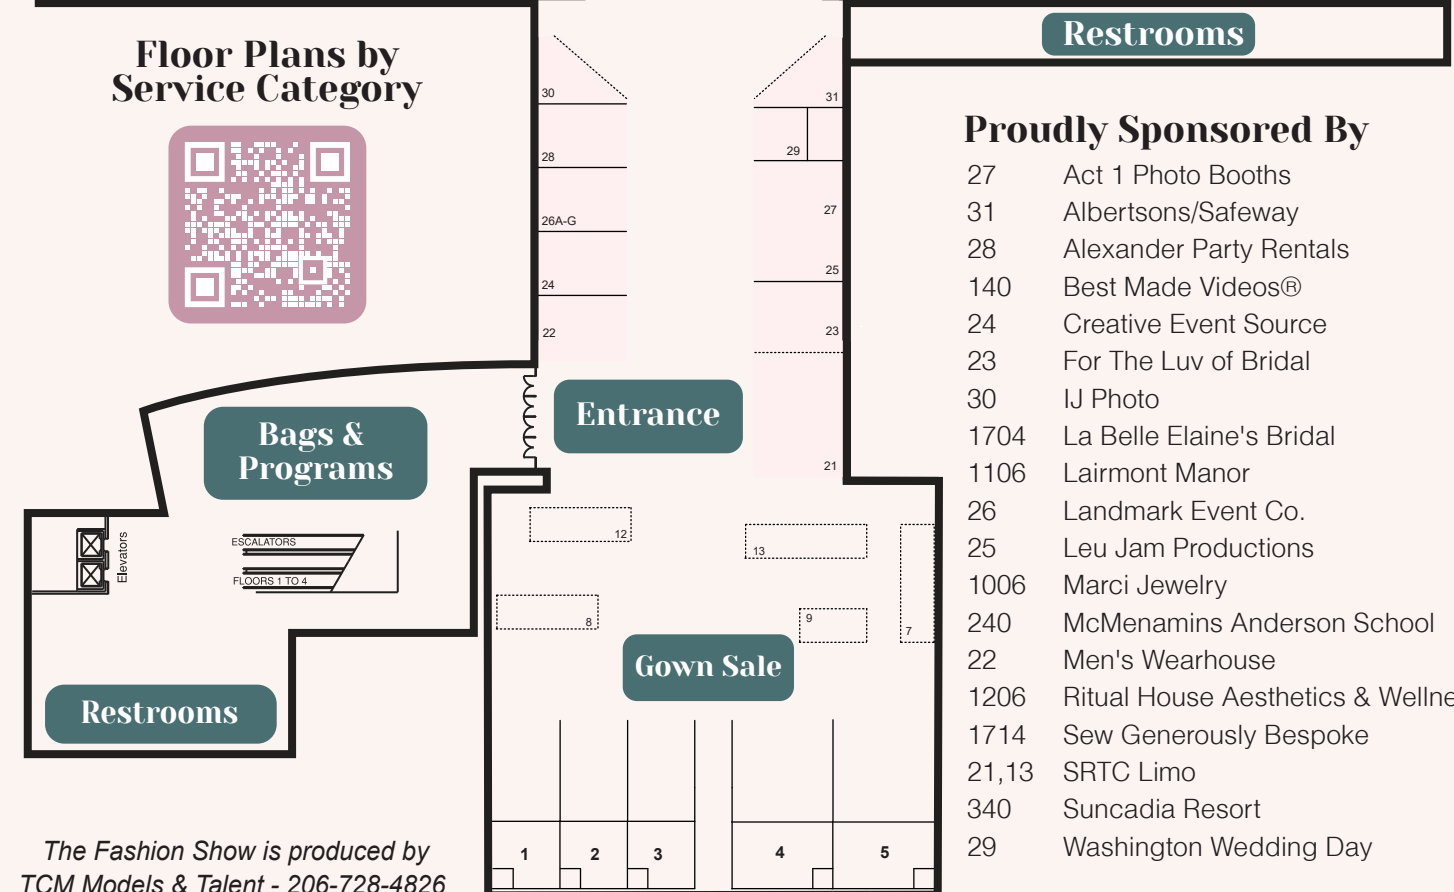 Floor Plans by
Service Category
Restrooms
30
28
26A-G
24
22
31
29
27
25
23
21
Entrance
Bags &
Programs
Elevators
ESCALATORS
FLOORS 1 TO 4
Restrooms
12
13
8
9
7
Gown Sale
1
2
3
4
5
The Fashion Show is produced by
TCM Models & Talent - 206-728-4826
Proudly Sponsored By
27 Act 1 Photo Booths
31 Albertsons/Safeway
28 Alexander Party Rentals
140 Best Made Videos®
24 Creative Event Source
23 For The Luv of Bridal
30 IJ Photo
1704 La Belle Elaine's Bridal
1106 Lairmont Manor
26 Landmark Event Co.
25 Leu Jam Productions
1006 Marci Jewelry
240 McMenamins Anderson School
22 Men's Wearhouse
1206 Ritual House Aesthetics & Wellne
1714 Sew Generously Bespoke
21,13 SRTC Limo
340 Suncadia Resort
29 Washington Wedding Day